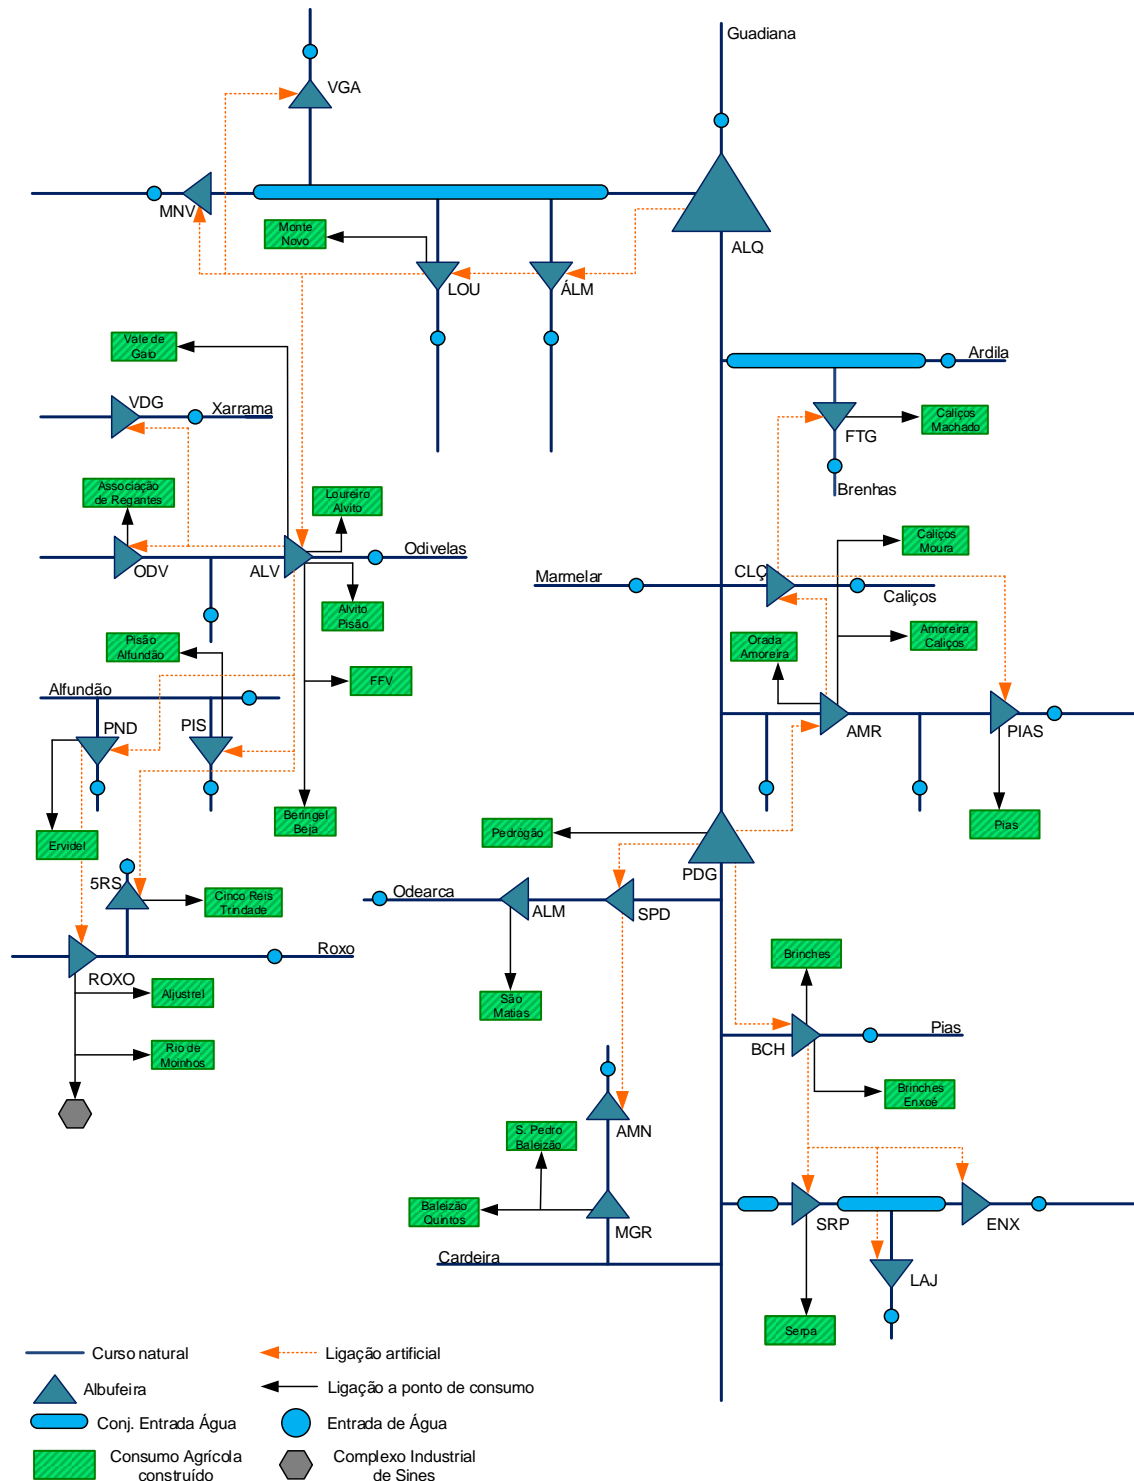 Guadiana
VGA
MNV
Monte
Novo
ALQ
LOU
ÁLM
Vale de
Gaio
Ardila
VDG
Xarrama
Caliços
Machado
FTG
Brenhas
Associação
de Regantes
Loureiro
Alvito
Caliços
Moura
ODV
ALV
Odivelas
Marmelar
CLÇ
Caliços
Alvito
Pisão
Pisão
Alfundão
Orada
Amoreira
Amoreira
Caliços
FFV
Alfundão
PND
PIS
AMR
PIAS
Beringel
Beja
Pedrógão
Pias
Ervidel
PDG
5RS
Cinco Reis
Trindade
Odearca
ALM
SPD
Roxo
ROXO
Brinches
Aljustrel
São
Matias
Pias
BCH
Rio de
Moinhos
Brinches
Enxoé
S. Pedro
Baleizão
AMN
Baleizão
Quintos
MGR
SRP
ENX
Cardeira
LAJ
Serpa
Curso natural
Ligação artificial
Albufeira
Ligação a ponto de consumo
Conj. Entrada Água
Entrada de Água
Consumo Agrícola
construído
Complexo Industrial
de Sines